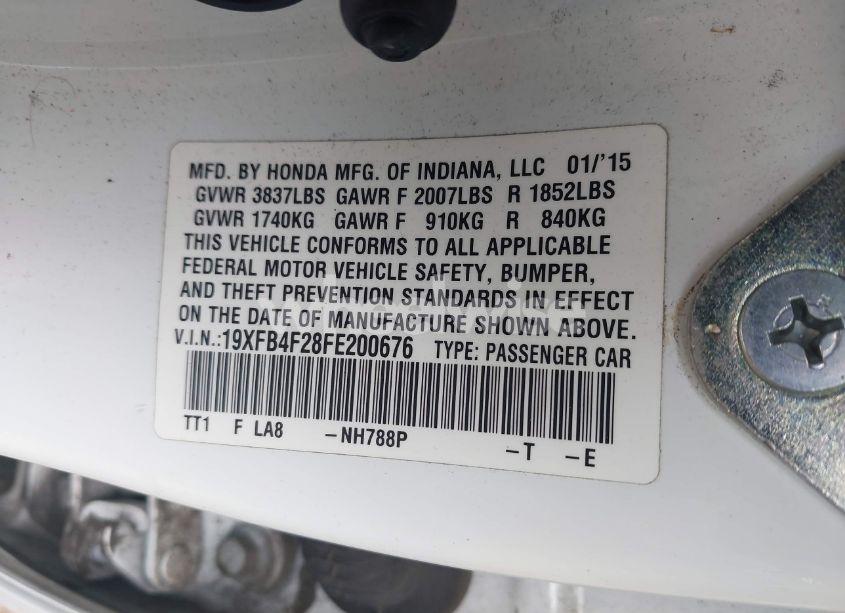 MFD. BY HONDA MFG. OF INDIANA, LLC 01/'15
GVWR 3837LBS GAWR F 2007LBS R 1852LBS
GVWR 1740KG GAWR F 910KG R 840KG
THIS VEHICLE CONFORMS TO ALL APPLICABLE
FEDERAL MOTOR VEHICLE SAFETY, BUMPER,
AND THEFT PREVENTION STANDARDS IN EFFECT
ON THE DATE OF MANUFACTURE SHOWN ABOVE.
V.I.N.:19XFB4F28FE200676 TYPE: PASSENGER CAR
TT1 F LA8 -NH788P -T -E